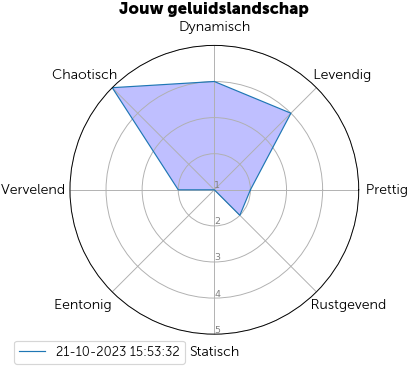 Jouw geluidslandschap
Dynamisch
Chaotisch
Levendig
Vervelend
1
Prettig
2
3
4
Eentonig
Rustgevend
5
21-10-2023 15:53:32
Statisch